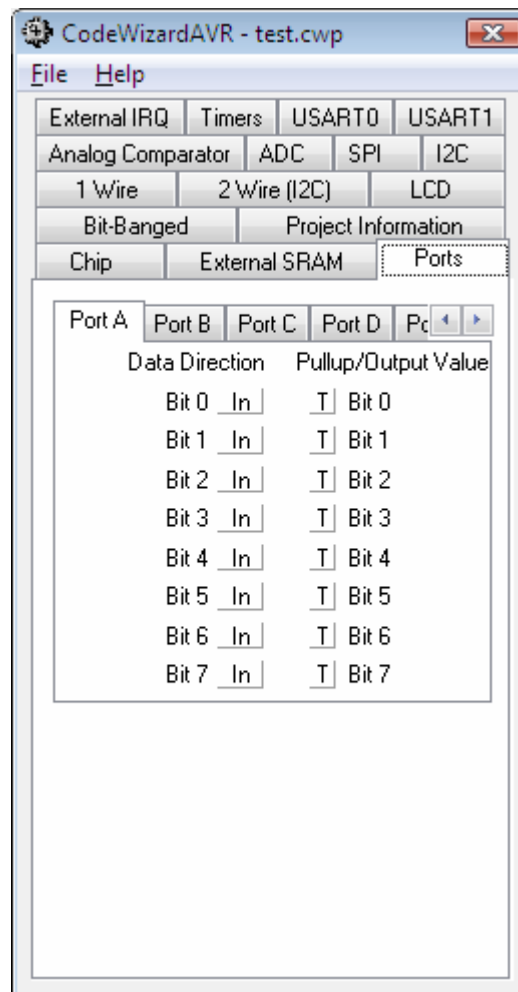 CodeWizardAVR - test.cwp
File Help
External IRQ Timers USART0 USART1
Analog Comparator ADC SPI I2C
1 Wire 2 Wire (I2C) LCD
Bit-Banged Project Information
Chip External SRAM Ports
Port A Port B Port C Port D
Data Direction Pullup/Output Value
Bit 0 In T Bit 0
Bit 1 In T Bit 1
Bit 2 In T Bit 2
Bit 3 In T Bit 3
Bit 4 In T Bit 4
Bit 5 In T Bit 5
Bit 6 In T Bit 6
Bit 7 In T Bit 7